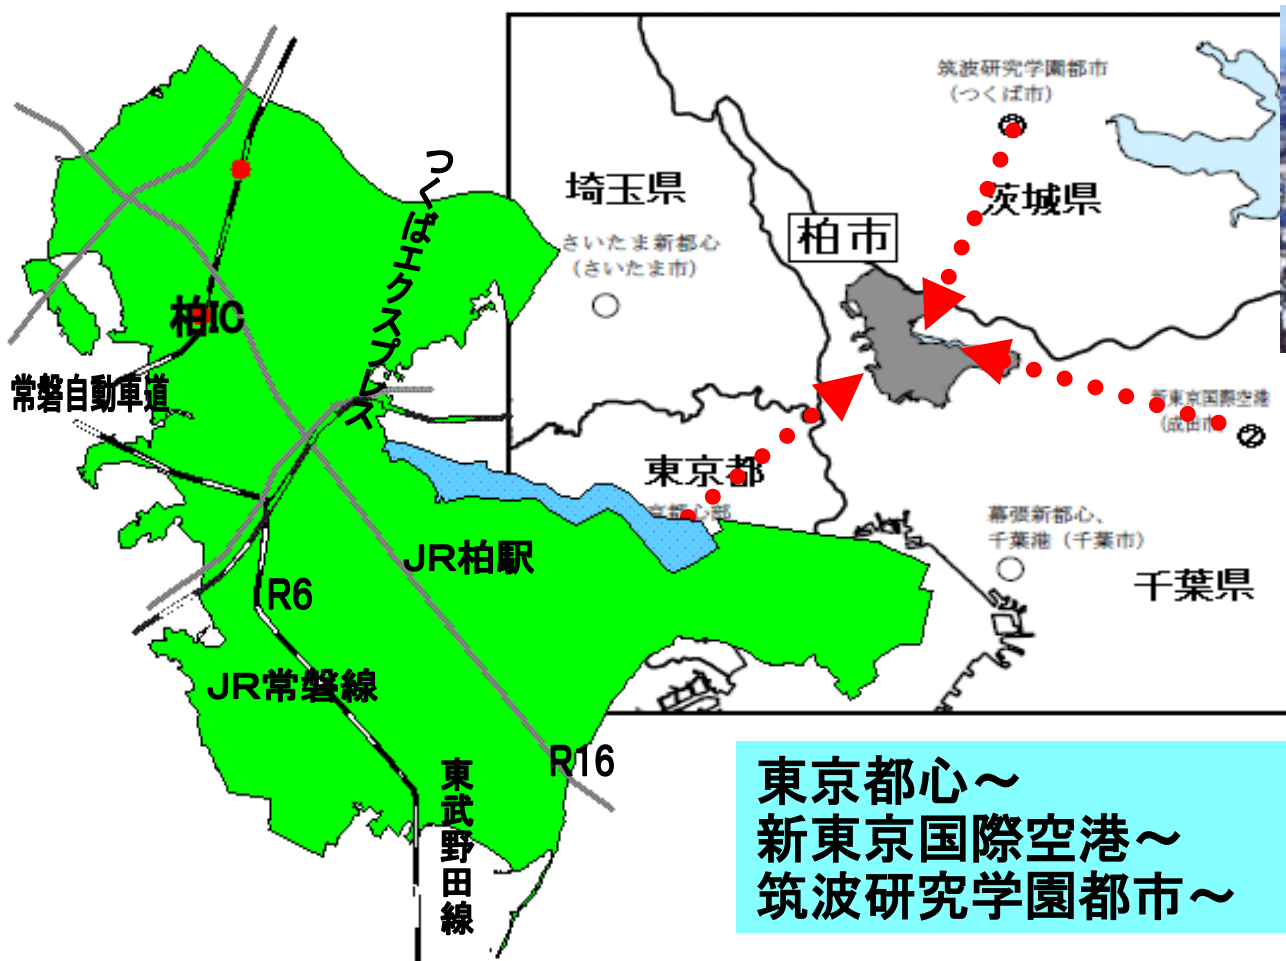 筑波研究学園都市
（つくば市）
埼玉県
茨城県
柏市
さいたま新都心
（さいたま市）
つくばエクスプレス
柏IC
常磐自動車道
新東京国際空港
（成田市
東京都
京都心部
幕張新都心、
千葉港（千葉市）
千葉県
JR柏駅
R6
JR常磐線
R16
東武野田線
東京都心～
新東京国際空港～
筑波研究学園都市～